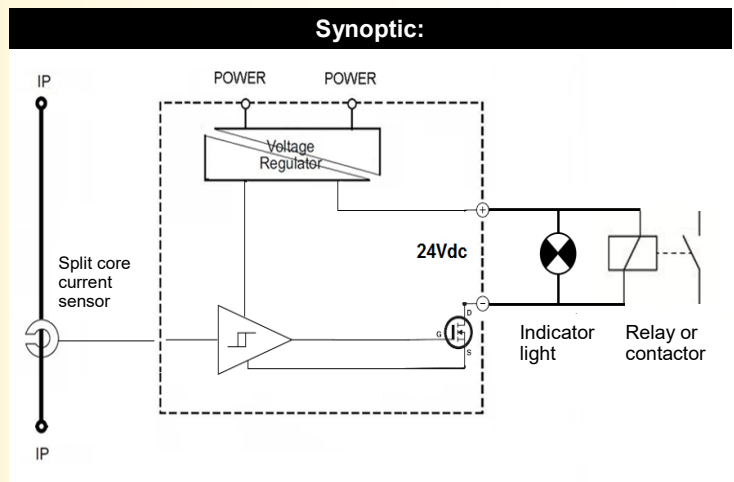 Synoptic:
IP
POWER
POWER
Voltage
Regulator
+
24Vdc
Split core
current
sensor
-
D
G
S
Indicator
light
Relay or
contactor
IP